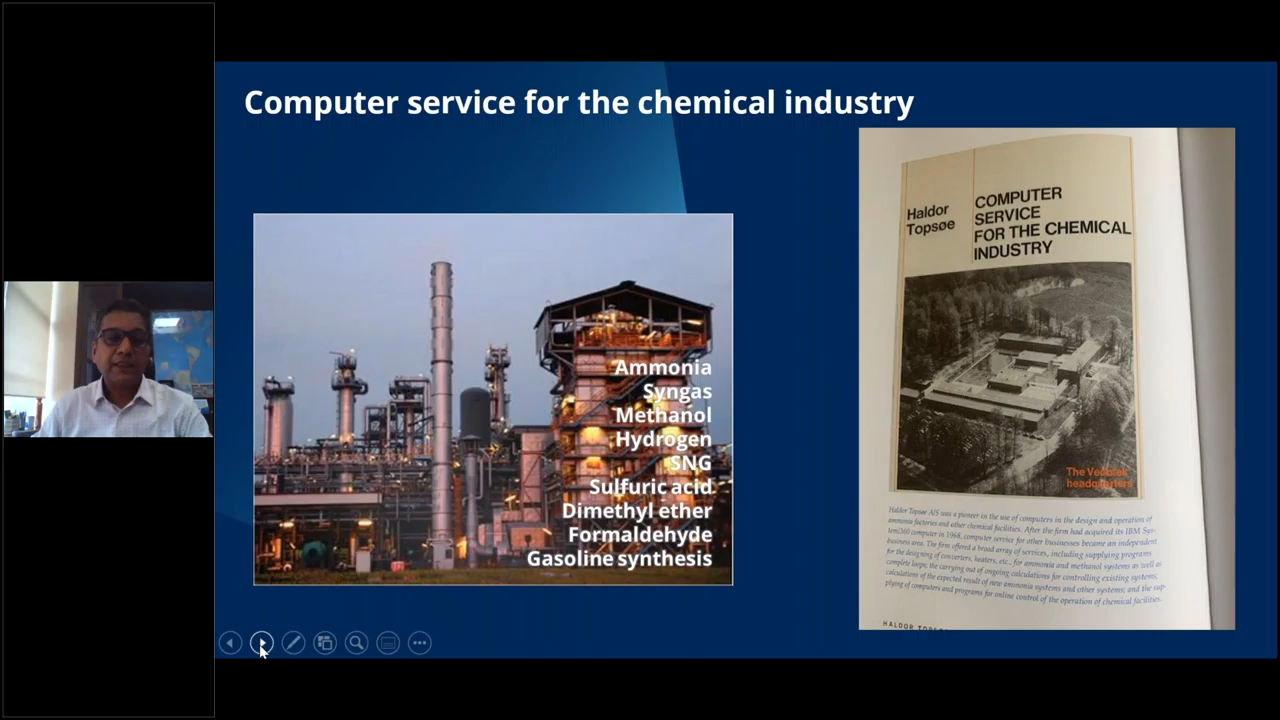 Computer service for the chemical industry
Ammonia
Syngas
Methanol
Hydrogen
SNG
Sulfuric acid
Dimethyl ether
Formaldehyde
Gasoline synthesis
Haldor
Topsøe
COMPUTER
SERVICE
FOR THE CHEMICAL
INDUSTRY
The Vedbæk
headquarters
Haldor Topsøe A/S was a pioneer in the use of computers in the design and operation of
ammonia factories and other chemical facilities. After the firm had acquired its IBM Sys-
tem/360 computer in 1968, computer service for other businesses became an independent
business area. The firm offered a broad array of services, including supplying programs
for the designing of converters, heaters, etc., for ammonia and methanol systems as well as
complete loops; the carrying out of ongoing calculations for controlling existing systems;
calculations of the expected result of new ammonia systems and other systems; and the sup-
plying of computers and programs for online control of the operation of chemical facilities.
HALDOR